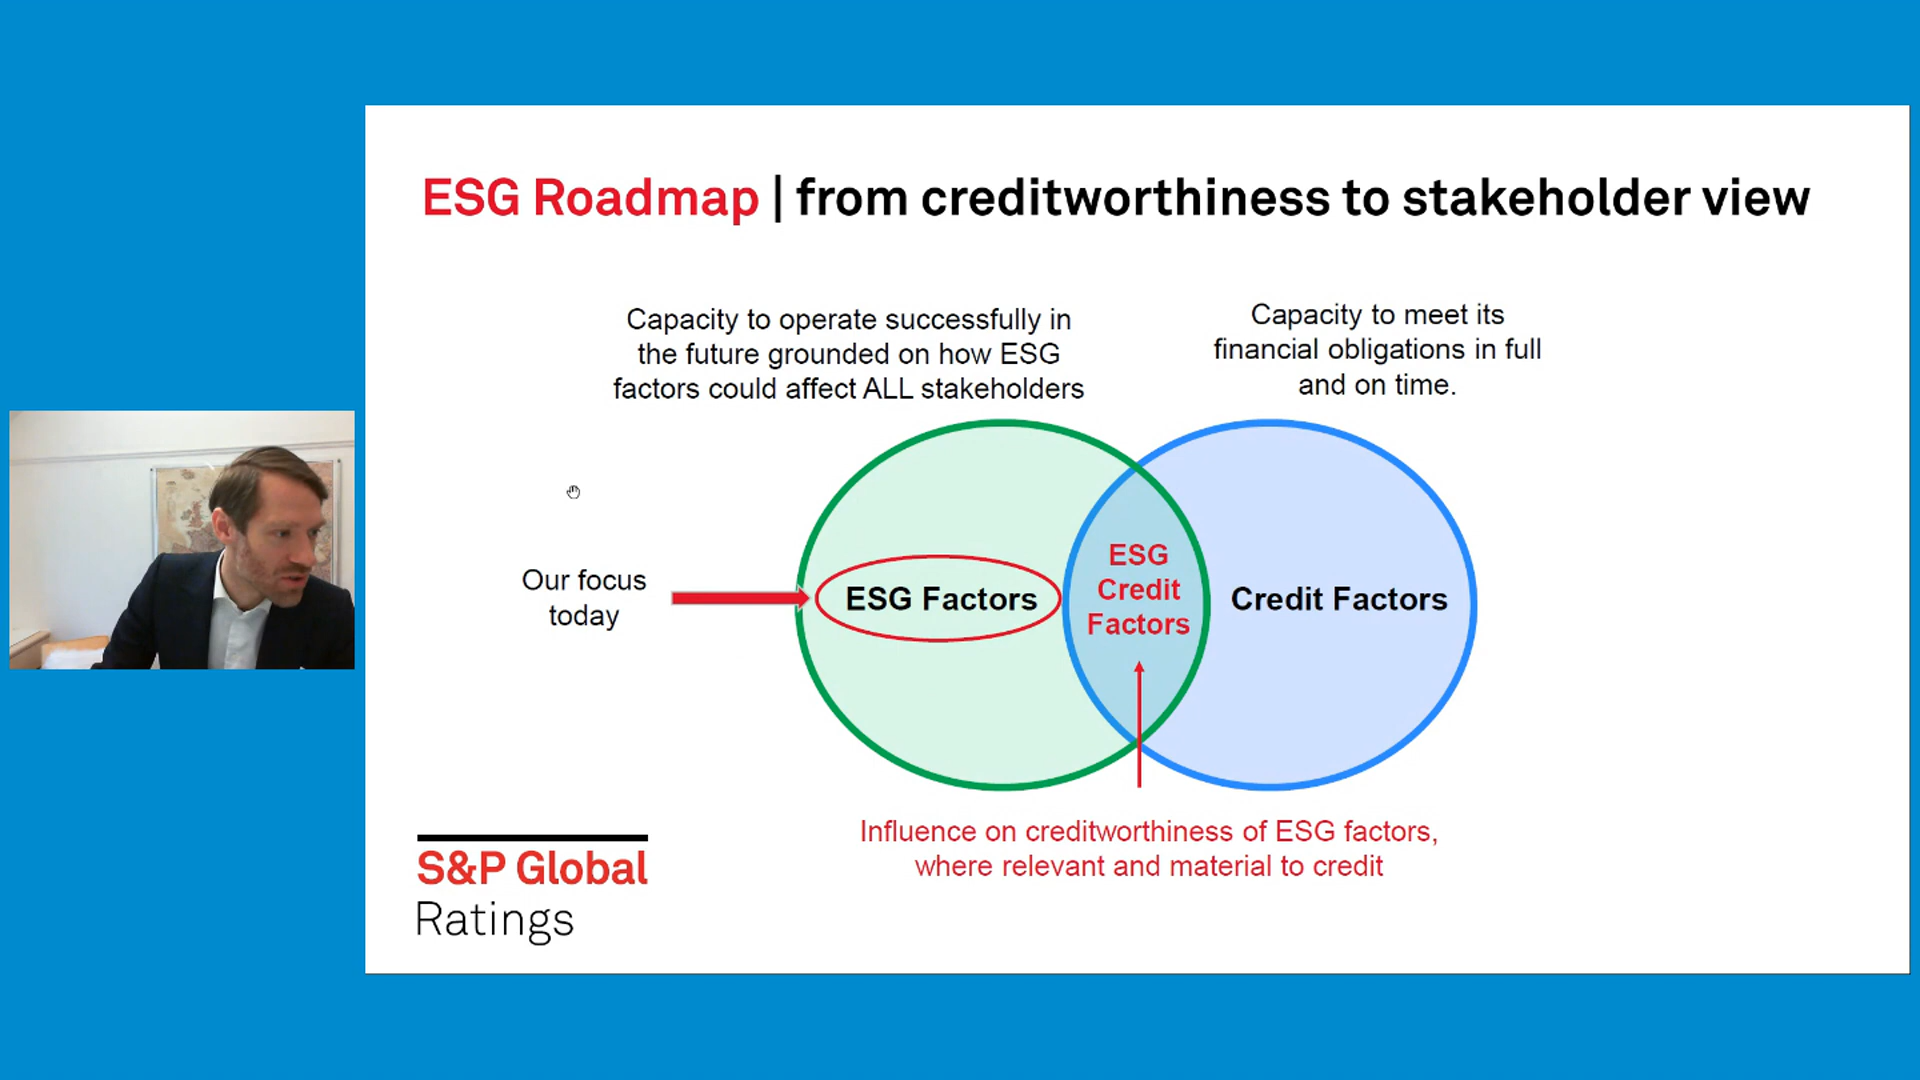 ESG Roadmap | from creditworthiness to stakeholder view
Capacity to operate successfully in
the future grounded on how ESG
factors could affect ALL stakeholders
Capacity to meet its
financial obligations in full
and on time.
Our focus
today
ESG Factors
ESG
Credit
Factors
Credit Factors
Influence on creditworthiness of ESG factors,
where relevant and material to credit
S&P Global
Ratings